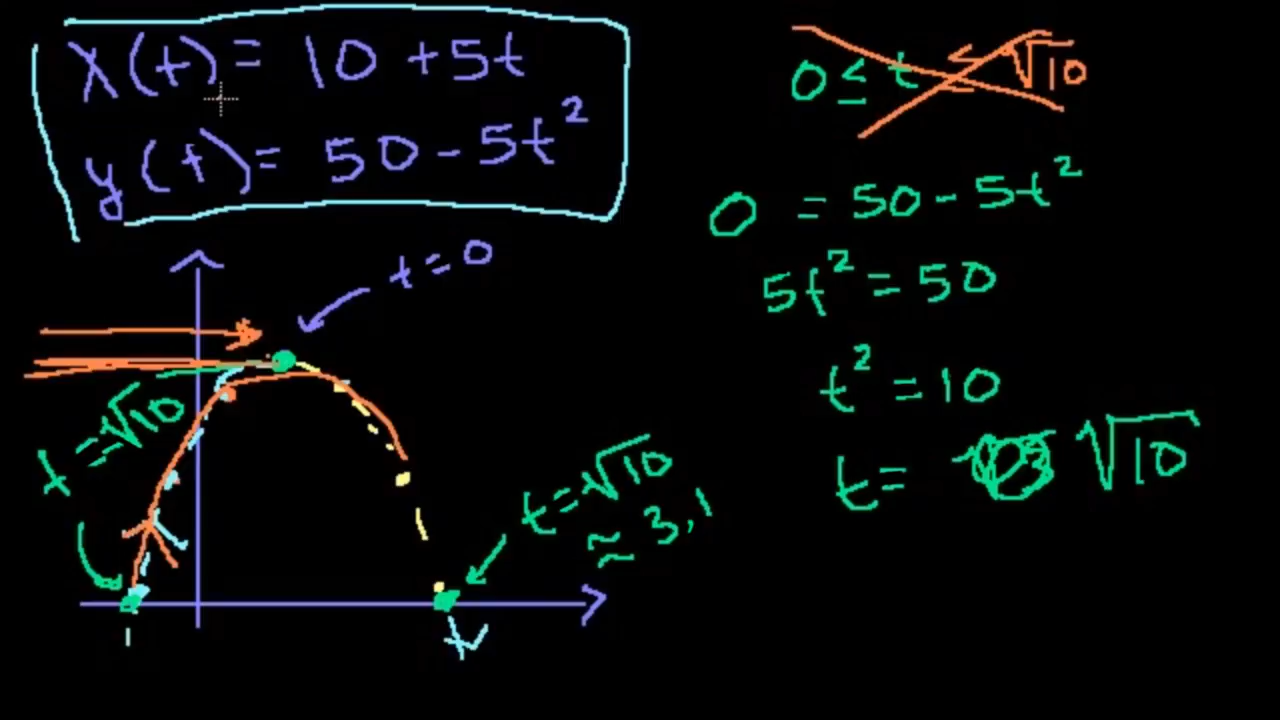 x(t) = 10 + 5t
y(t) = 50 - 5t²
0 ≤ t ≤ √10
0 = 50 - 5t²
5t² = 50
t² = 10
t = √10
t = 0
t = √10
t = √10
≈ 3.1